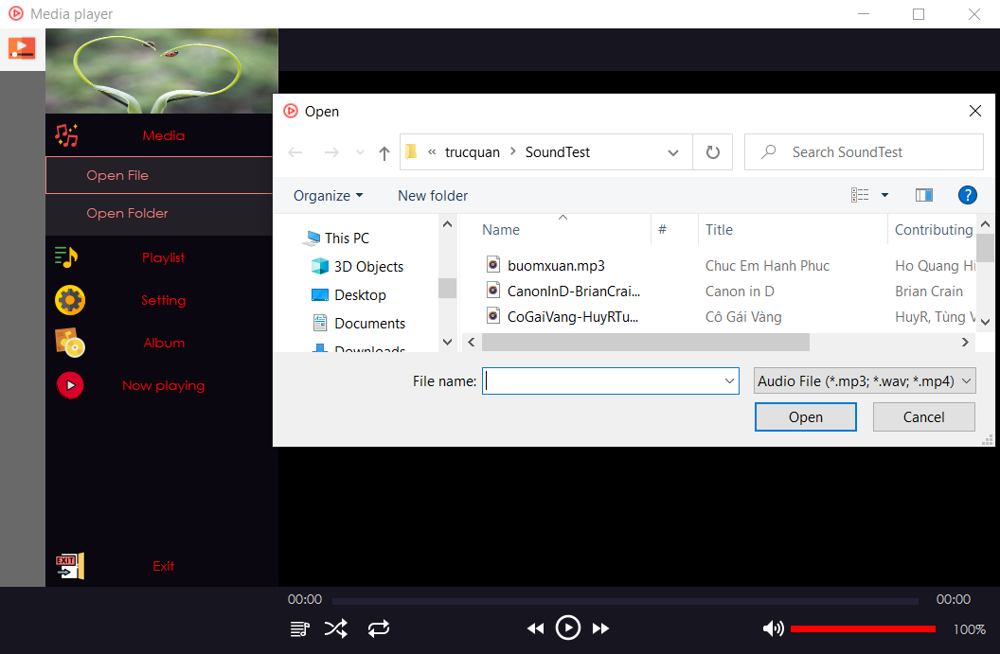 Media player
Media
Open File
Open Folder
Playlist
Setting
Album
Now playing
EXIT
Exit
Open
« trucquan > SoundTest
Search SoundTest
Organize
New folder
?
This PC
3D Objects
Desktop
Documents
Downloads
Name # Title Contributing
buomxuan.mp3 Chuc Em Hanh Phuc Ho Quang Hi
CanonInD-BrianCrai... Canon in D Brian Crain
CoGaiVang-HuyRTu... Cô Gái Vàng HuyR, Tùng V
File name:
Audio File (*.mp3; *.wav; *.mp4)
Open
Cancel
00:00
00:00
100%